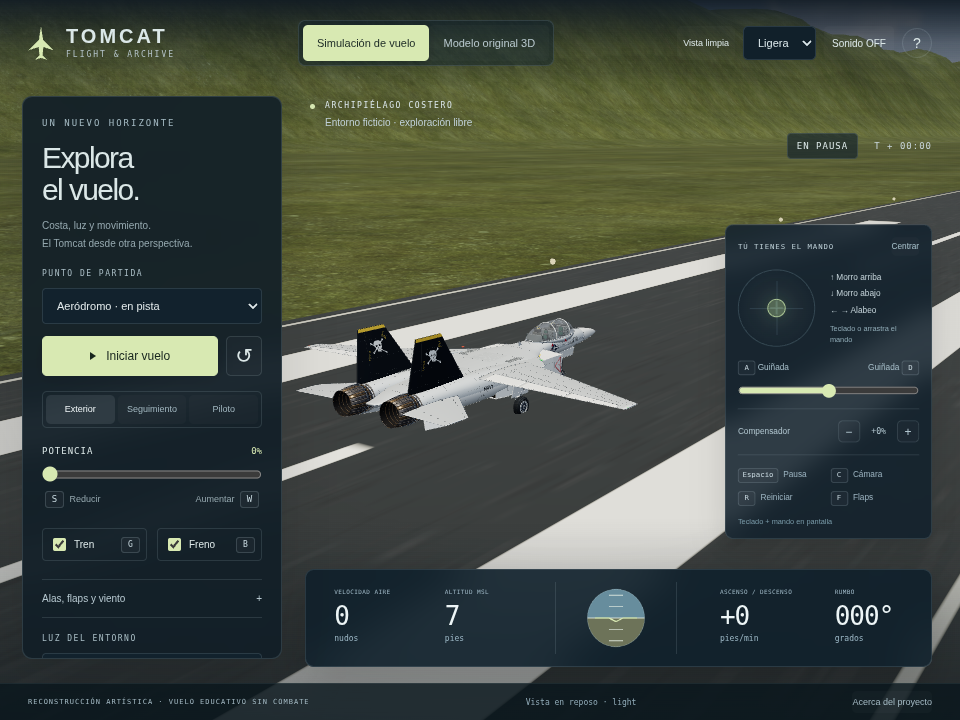 TOMCAT
FLIGHT & ARCHIVE
Simulación de vuelo
Modelo original 3D
Vista limpia
Ligera
Sonido OFF
?
UN NUEVO HORIZONTE
Explora
el vuelo.
Costa, luz y movimiento.
El Tomcat desde otra perspectiva.
PUNTO DE PARTIDA
Aeródromo · en pista
Iniciar vuelo
↺
Exterior
Seguimiento
Piloto
POTENCIA
0%
S Reducir
Aumentar W
Tren G
Freno B
Alas, flaps y viento +
LUZ DEL ENTORNO
ARCHIPIÉLAGO COSTERO
Entorno ficticio · exploración libre
EN PAUSA
T + 00:00
TÚ TIENES EL MANDO
Centrar
↑ Morro arriba
↓ Morro abajo
← → Alabeo
Teclado o arrastra el
mando
A Guiñada
Guiñada D
Compensador
− +0% +
Espacio Pausa
C Cámara
R Reiniciar
F Flaps
Teclado + mando en pantalla
VELOCIDAD AIRE
0
nudos
ALTITUD MSL
7
pies
ASCENSO / DESCENSO
+0
pies/min
RUMBO
000°
grados
RECONSTRUCCIÓN ARTÍSTICA · VUELO EDUCATIVO SIN COMBATE
Vista en reposo · light
Acerca del proyecto